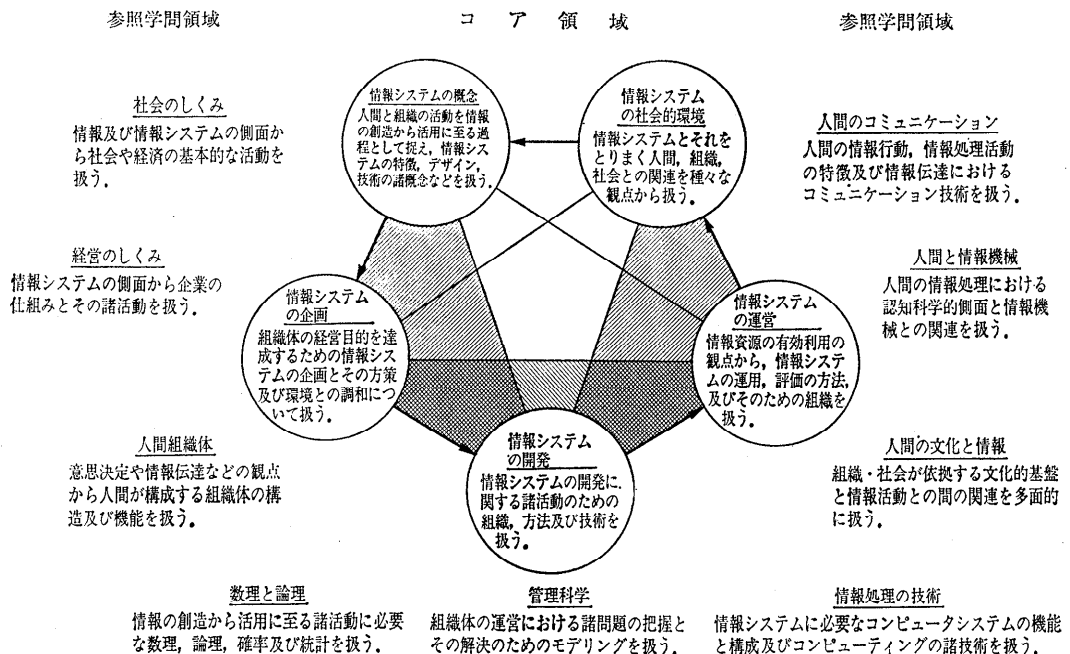 参照学問領域
コア領域
参照学問領域
社会のしくみ
情報及び情報システムの側面か
ら社会や経済の基本的な活動を
扱う。
経営のしくみ
情報システムの側面から企業の
仕組みとその諸活動を扱う。
人間組織体
意思決定や情報伝達などの観点
から人間が構成する組織体の構
造及び機能を扱う。
情報システムの概念
人間と組織の活動を情報
の創造から活用に至る過
程として捉え,情報シス
テムの特徴,デザイン,
技術の諸概念などを扱う。
情報システム
の社会的環境
情報システムとそれを
とりまく人間,組織,
社会との関連を種々な
観点から扱う。
情報システム
の企画
組織体の経営目的を達
成するための情報シス
テムの企画とその方策
及び環境との調和につ
いて扱う。
情報システム
の運営
情報資源の有効利用の
観点から,情報システ
ムの運用,評価の方法,
及びそのための組織を
扱う。
情報システム
の開発
情報システムの開発に
関する諸活動のための
組織,方法及び技術を
扱う。
人間のコミュニケーション
人間の情報行動,情報処理活動
の特徴及び情報伝達における
コミュニケーション技術を扱う。
人間と情報機械
人間の情報処理における
認知科学的側面と情報機
械との関連を扱う。
人間の文化と情報
組織・社会が依拠する文化的基盤
と情報活動との間の関連を多面的
に扱う。
数理と論理
情報の創造から活用に至る諸活動に必要
な数理,論理,確率及び統計を扱う。
管理科学
組織体の運営における諸問題の把握と
その解決のためのモデリングを扱う。
情報処理の技術
情報システムに必要なコンピュータシステムの機能
と構成及びコンピューティングの諸技術を扱う。